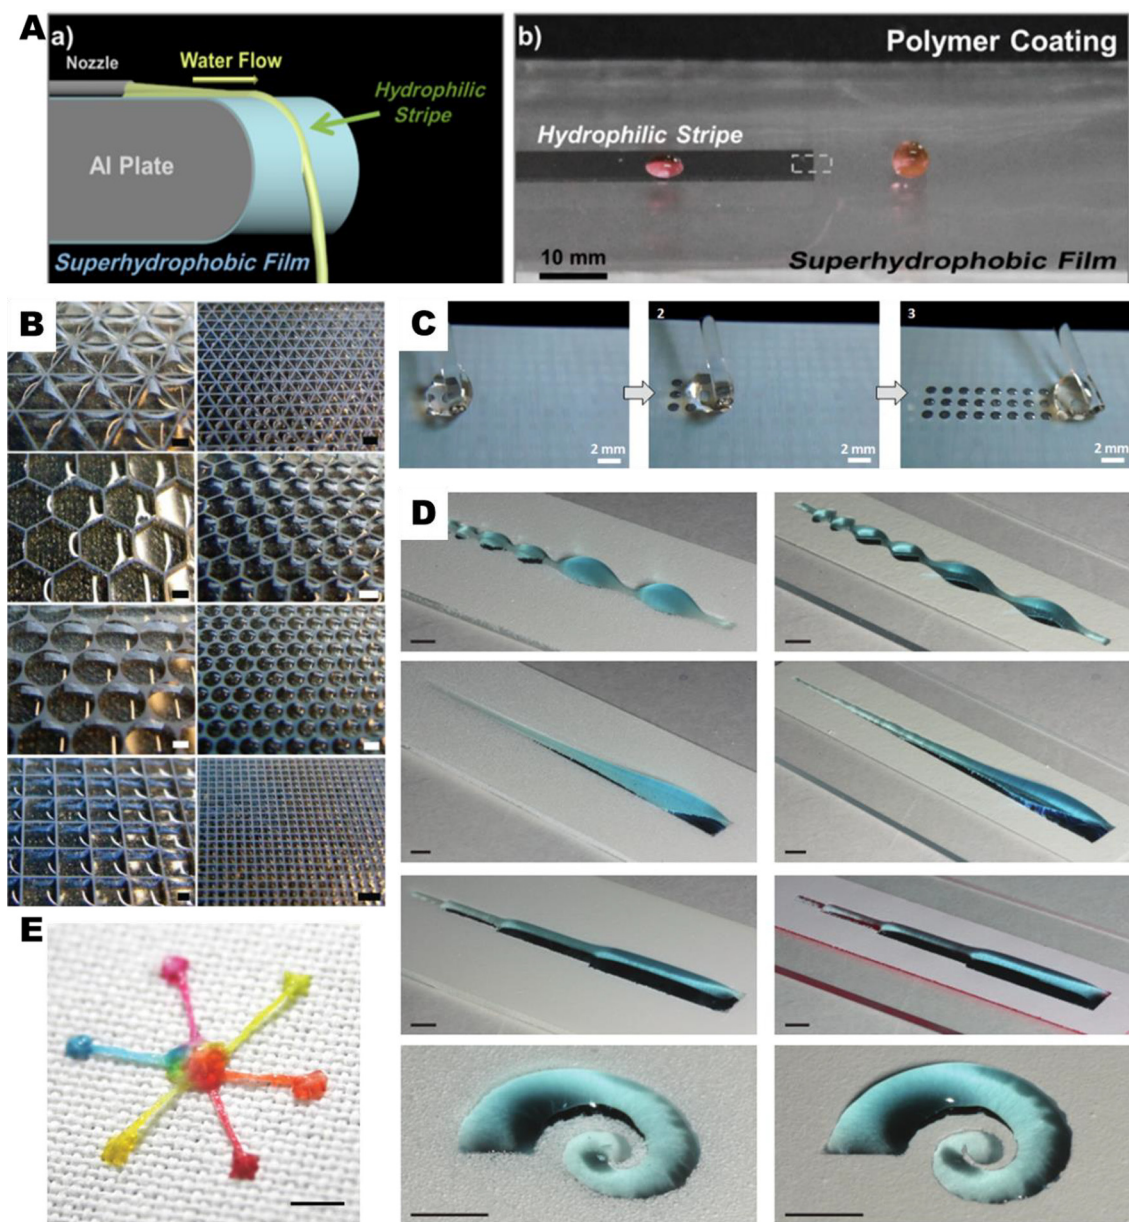 A
a)
Nozzle
Water Flow
Hydrophilic
Stripe
Al Plate
Superhydrophobic Film
b)
Polymer Coating
Hydrophilic Stripe
10 mm
Superhydrophobic Film
B
C
2 mm
2
2 mm
3
2 mm
D
E